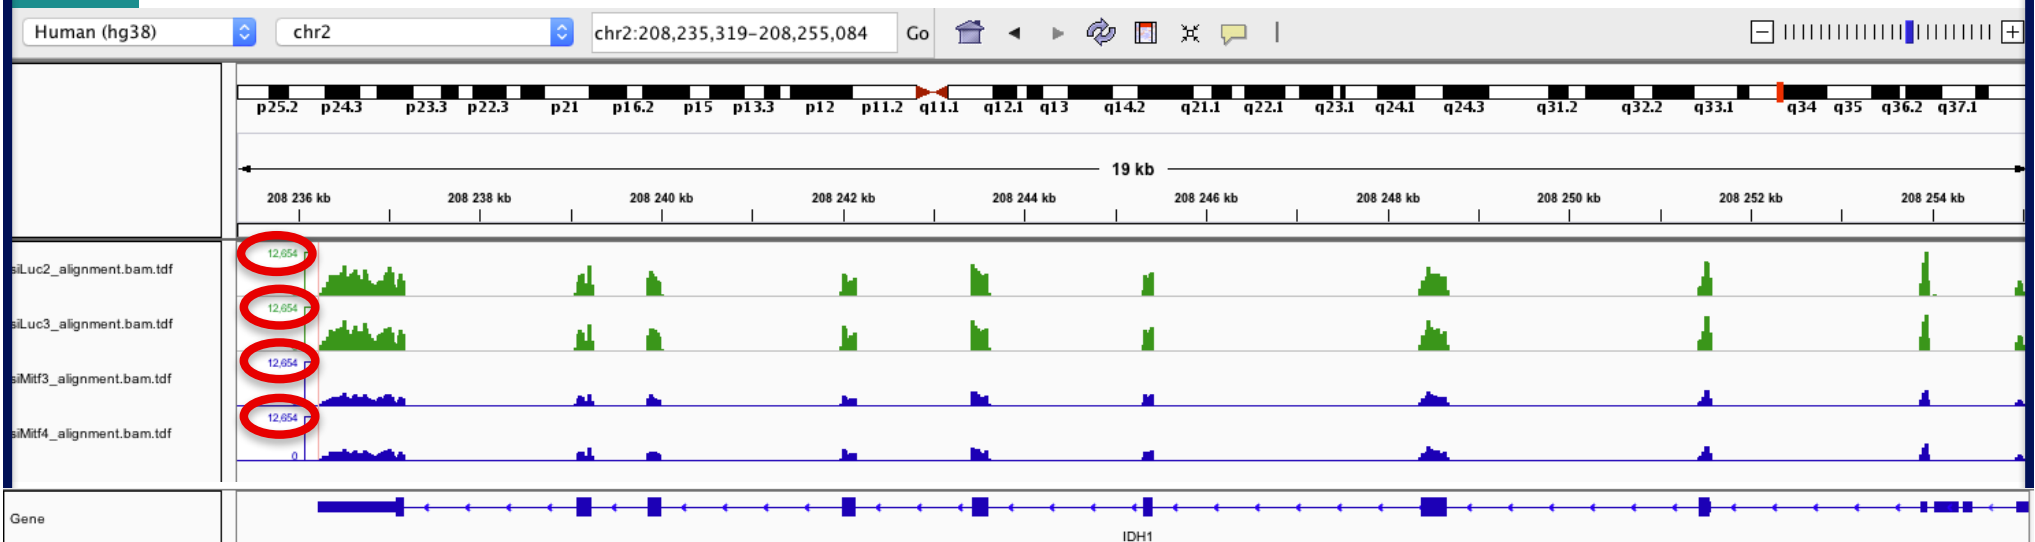 Human (hg38) chr2 chr2:208,235,319-208,255,084 Go
p25.2 p24.3 p23.3 p22.3 p21 p16.2 p15 p13.3 p12 p11.2 q11.1 q12.1 q13 q14.2 q21.1 q22.1 q23.1 q24.1 q24.3 q31.2 q32.2 q33.1 q34 q35 q36.2 q37.1
19 kb
208 236 kb 208 238 kb 208 240 kb 208 242 kb 208 244 kb 208 246 kb 208 248 kb 208 250 kb 208 252 kb 208 254 kb
12,654
siLuc2_alignment.bam.tdf
12,654
siLuc3_alignment.bam.tdf
12,654
siMitf3_alignment.bam.tdf
12,654
siMitf4_alignment.bam.tdf
0
Gene
IDH1